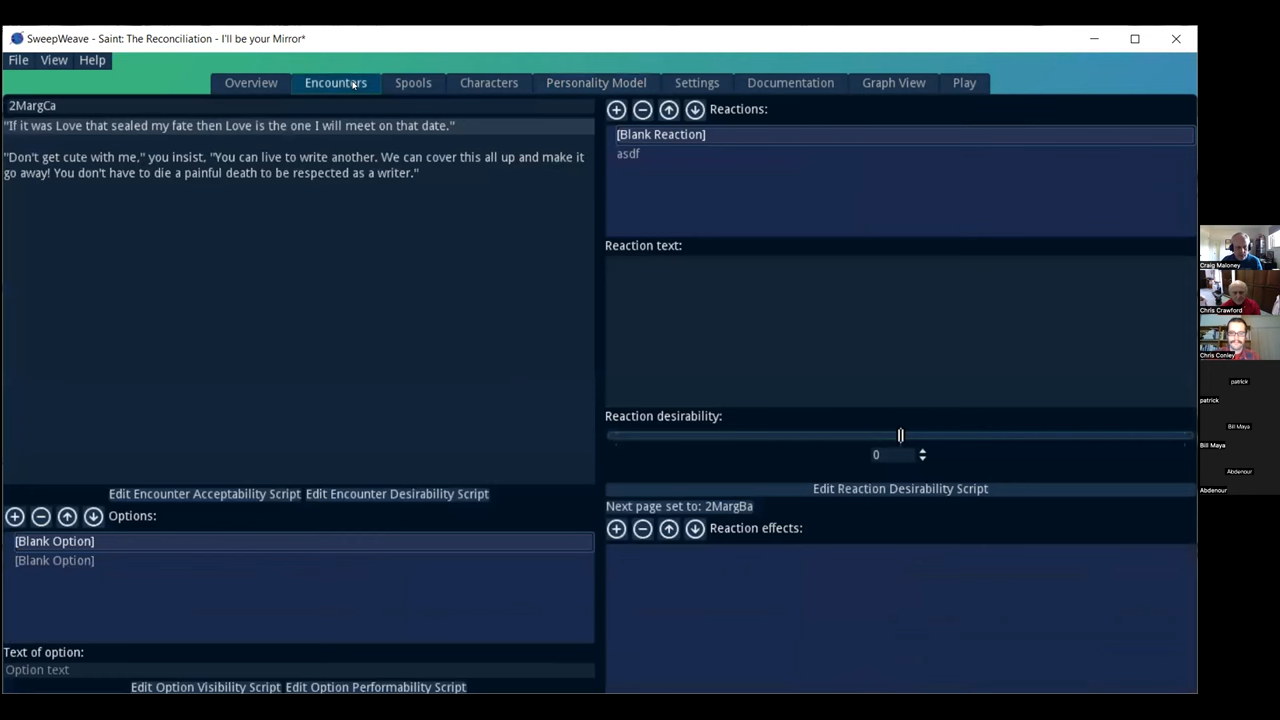 SweepWeave - Saint: The Reconciliation - I'll be your Mirror*
File View Help
Overview Encounters Spools Characters Personality Model Settings Documentation Graph View Play
2MargCa
"If it was Love that sealed my fate then Love is the one I will meet on that date."
"Don't get cute with me," you insist, "You can live to write another. We can cover this all up and make it
go away! You don't have to die a painful death to be respected as a writer."
Edit Encounter Acceptability Script Edit Encounter Desirability Script
Options:
[Blank Option]
[Blank Option]
Text of option:
Option text
Edit Option Visibility Script Edit Option Performability Script
Reactions:
[Blank Reaction]
asdf
Reaction text:
Reaction desirability:
0
Edit Reaction Desirability Script
Next page set to: 2MargBa
Reaction effects:
Craig Maloney
Chris Crawford
Chris Conley
patrick
patrick
Bill Maya
Bill Maya
Abdenour
Abdenour